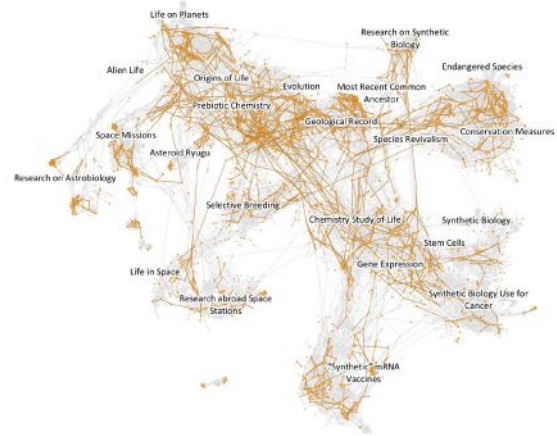 Life on Planets
Research on Synthetic
Biology
Alien Life
Endangered Species
Origins of Life
Evolution
Most Recent Common
Ancestor
Prebiotic Chemistry
Geological Record
Space Missions
Species Revivalism
Conservation Measures
Asteroid Ryugu
Research on Astrobiology
Selective Breeding
Chemistry Study of Life
Synthetic Biology
Stem Cells
Life in Space
Gene Expression
Research abroad Space
Stations
Synthetic Biology Use for
Cancer
"Synthetic" mRNA
Vaccines